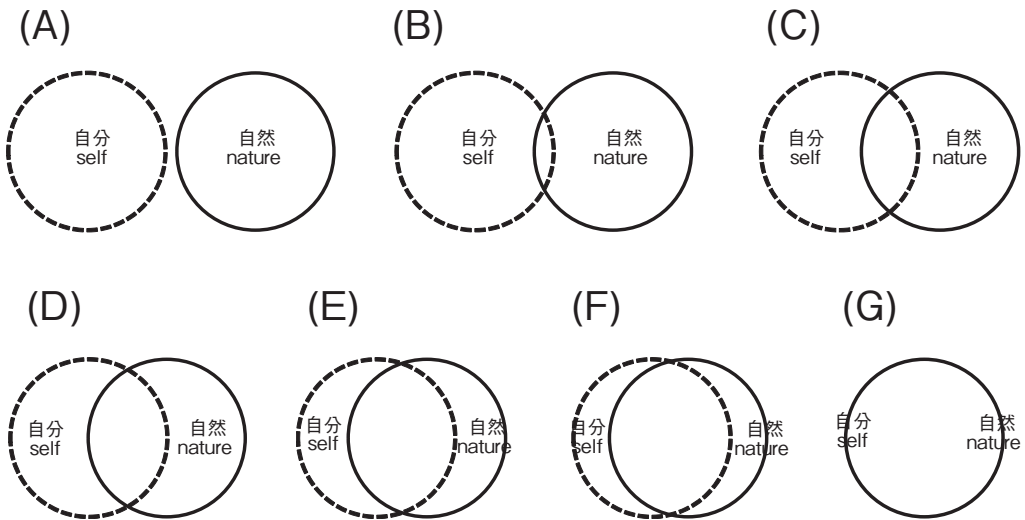 (A)
(B)
(C)
自分
self
自然
nature
自分
self
自然
nature
自分
self
自然
nature
(D)
(E)
(F)
(G)
自分
self
自然
nature
自分
self
自然
nature
自分
self
自然
nature
自分
self
自然
nature